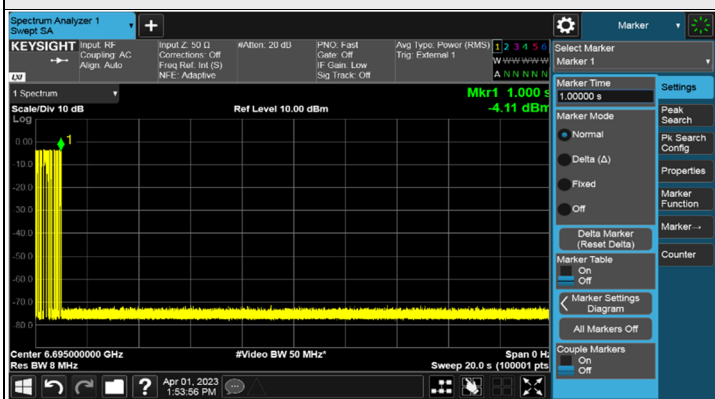 Spectrum Analyzer 1
Swept SA
Marker
KEYSIGHT
Input: RF
Coupling: AC
Align: Auto
Input Z: 50 Ω
Corrections: Off
Freq Ref: Int (S)
NFE: Adaptive
#Atten: 20 dB
PNO: Fast
Gate: Off
IF Gain: Low
Sig Track: Off
Avg Type: Power (RMS)
Trig: External 1
1 2 3 4 5 6
W W W W W W
A N N N N N
Select Marker
Marker 1
LXI
1 Spectrum
Mkr1 1.000 s
Scale/Div 10 dB
Ref Level 10.00 dBm
-4.11 dBm
Log
0.00
1
-10.0
-20.0
-30.0
-40.0
-50.0
-60.0
-70.0
-80.0
Center 6.695000000 GHz
#Video BW 50 MHz*
Span 0 Hz
Res BW 8 MHz
Sweep 20.0 s (100001 pts
Apr 01, 2023
1:53:56 PM
Marker Time
1.00000 s
Marker Mode
Normal
Delta (Δ)
Fixed
Off
Delta Marker
(Reset Delta)
Marker Table
On
Off
Marker Settings
Diagram
All Markers Off
Couple Markers
On
Off
Settings
Peak
Search
Pk Search
Config
Properties
Marker
Function
Marker→
Counter